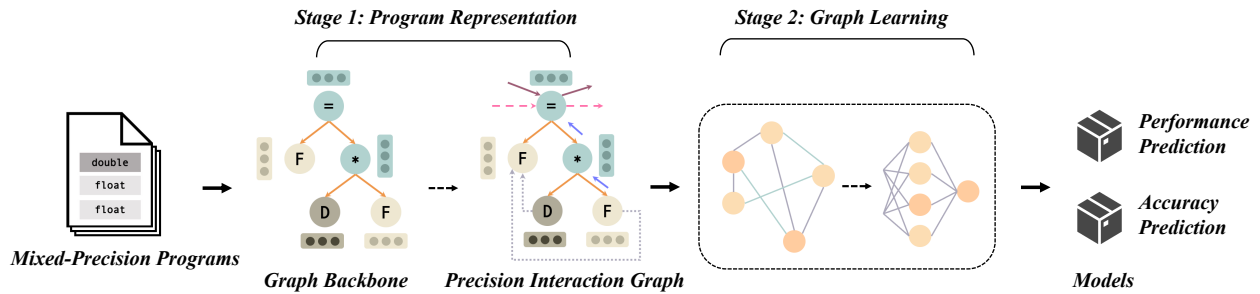 Stage 1: Program Representation
Stage 2: Graph Learning
double
float
float
Mixed-Precision Programs
=
F
*
D
F
Graph Backbone
=
F
*
D
F
Precision Interaction Graph
Performance
Prediction
Accuracy
Prediction
Models